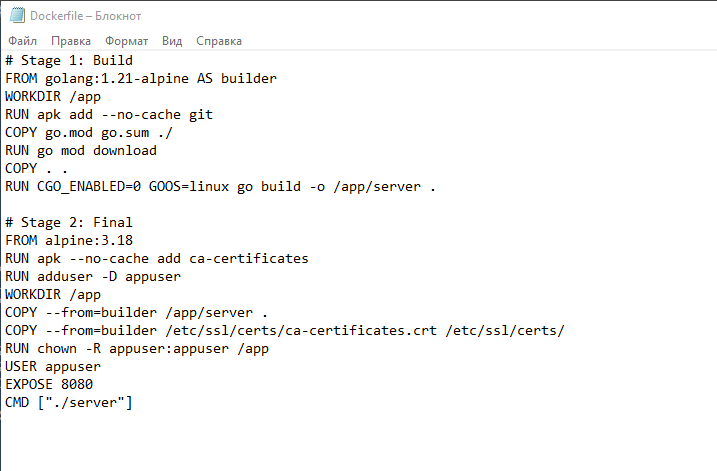 Dockerfile – Блокнот
Файл Правка Формат Вид Справка
# Stage 1: Build
FROM golang:1.21-alpine AS builder
WORKDIR /app
RUN apk add --no-cache git
COPY go.mod go.sum ./
RUN go mod download
COPY . .
RUN CGO_ENABLED=0 GOOS=linux go build -o /app/server .

# Stage 2: Final
FROM alpine:3.18
RUN apk --no-cache add ca-certificates
RUN adduser -D appuser
WORKDIR /app
COPY --from=builder /app/server .
COPY --from=builder /etc/ssl/certs/ca-certificates.crt /etc/ssl/certs/
RUN chown -R appuser:appuser /app
USER appuser
EXPOSE 8080
CMD ["./server"]